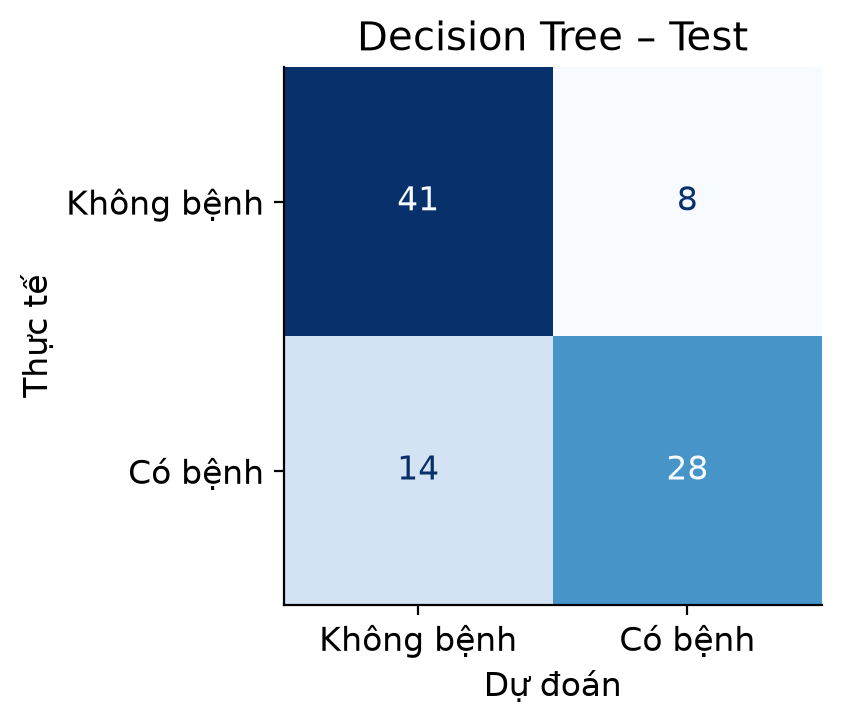 Decision Tree – Test
Thực tế
Không bệnh
41
8
Có bệnh
14
28
Không bệnh
Có bệnh
Dự đoán